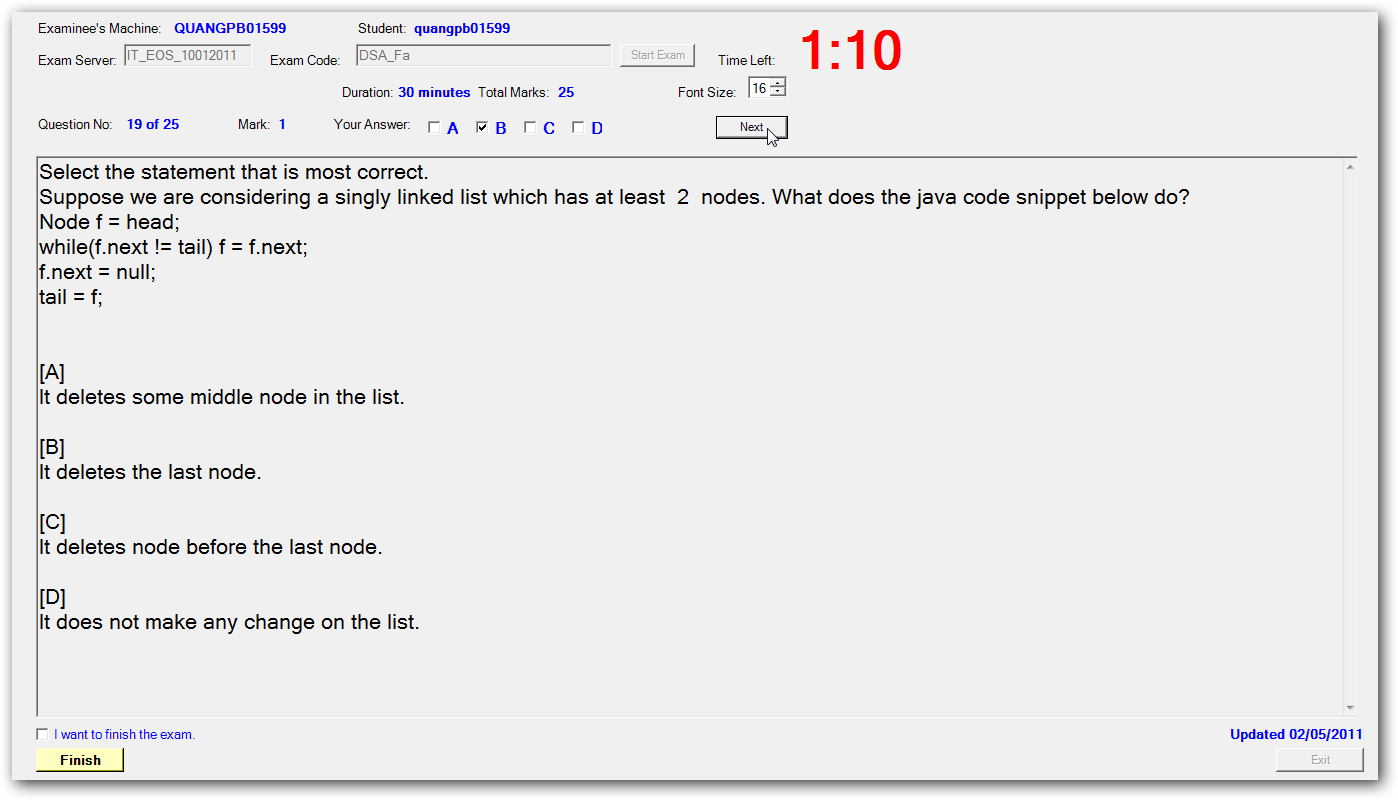 Examinee's Machine: QUANGPB01599 Student: quangpb01599
Exam Server: IT_EOS_10012011 Exam Code: DSA_Fa Start Exam Time Left: 1:10
Duration: 30 minutes Total Marks: 25 Font Size: 16
Question No: 19 of 25 Mark: 1 Your Answer: A B C D Next
Select the statement that is most correct.
Suppose we are considering a singly linked list which has at least 2 nodes. What does the java code snippet below do?
Node f = head;
while(f.next != tail) f = f.next;
f.next = null;
tail = f;
[A]
It deletes some middle node in the list.
[B]
It deletes the last node.
[C]
It deletes node before the last node.
[D]
It does not make any change on the list.
I want to finish the exam. Updated 02/05/2011
Finish Exit